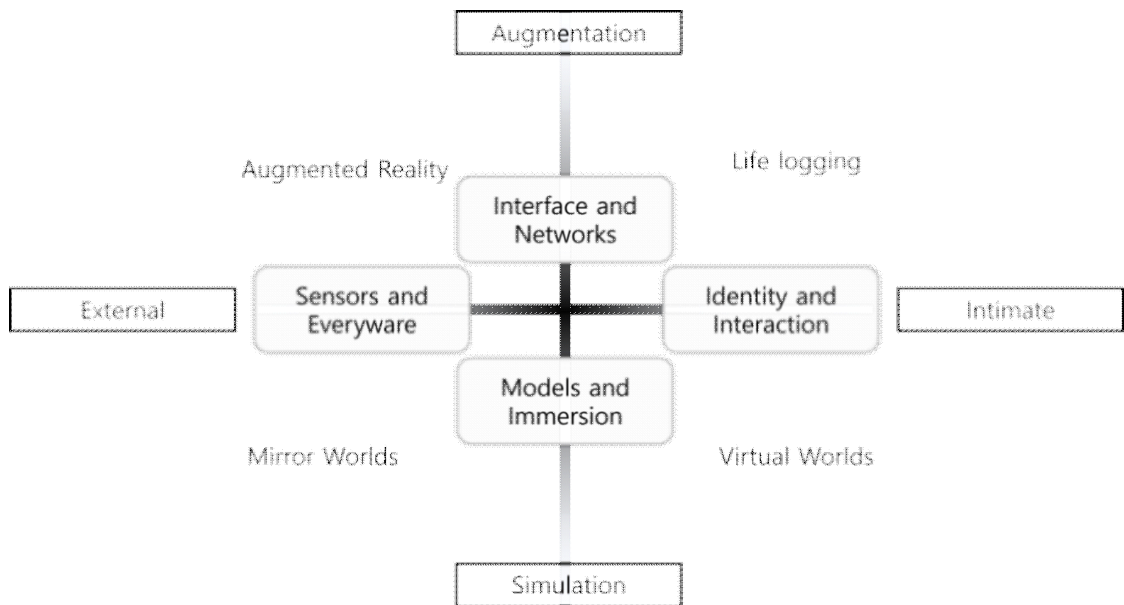 Augmentation
Augmented Reality
Life logging
Interface and
Networks
External
Sensors and
Everyware
Identity and
Interaction
Intimate
Models and
Immersion
Mirror Worlds
Virtual Worlds
Simulation